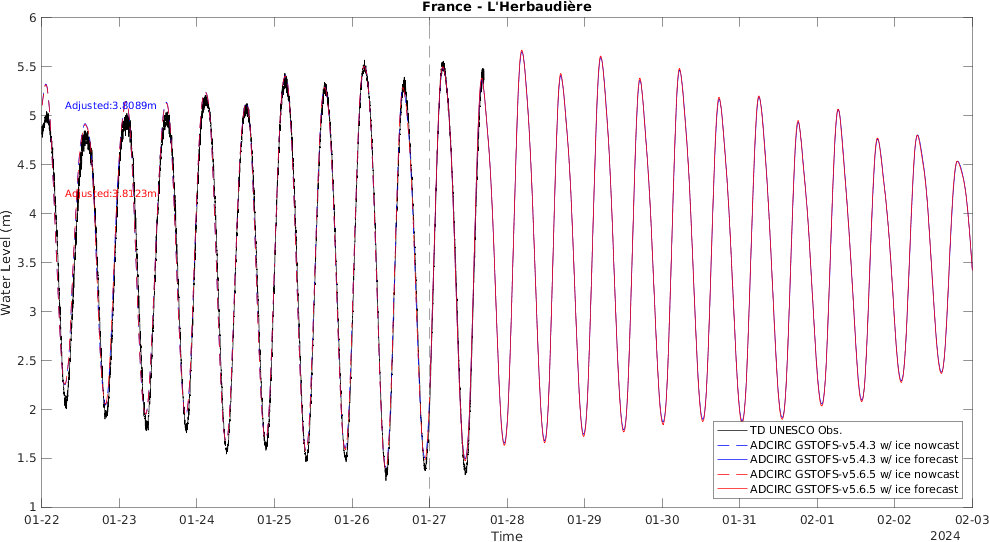 France - L'Herbaudière
6
5.5
5
4.5
4
3.5
3
2.5
2
1.5
1
Water Level (m)
Adjusted:3.8089m
Adjusted:3.8123m
TD UNESCO Obs.
ADCIRC GSTOFS-v5.4.3 w/ ice nowcast
ADCIRC GSTOFS-v5.4.3 w/ ice forecast
ADCIRC GSTOFS-v5.6.5 w/ ice nowcast
ADCIRC GSTOFS-v5.6.5 w/ ice forecast
01-22 01-23 01-24 01-25 01-26 01-27 01-28 01-29 01-30 01-31 02-01 02-02 02-03
Time
2024